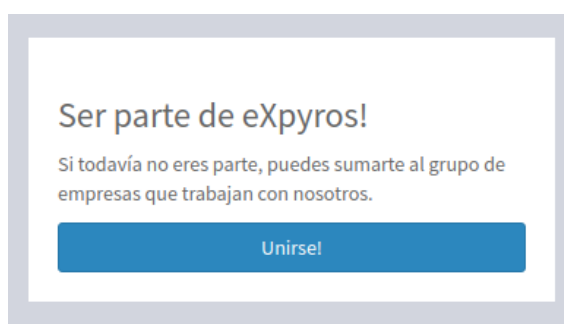 Ser parte de eXpyros!
Si todavía no eres parte, puedes sumarte al grupo de
empresas que trabajan con nosotros.
Unirse!